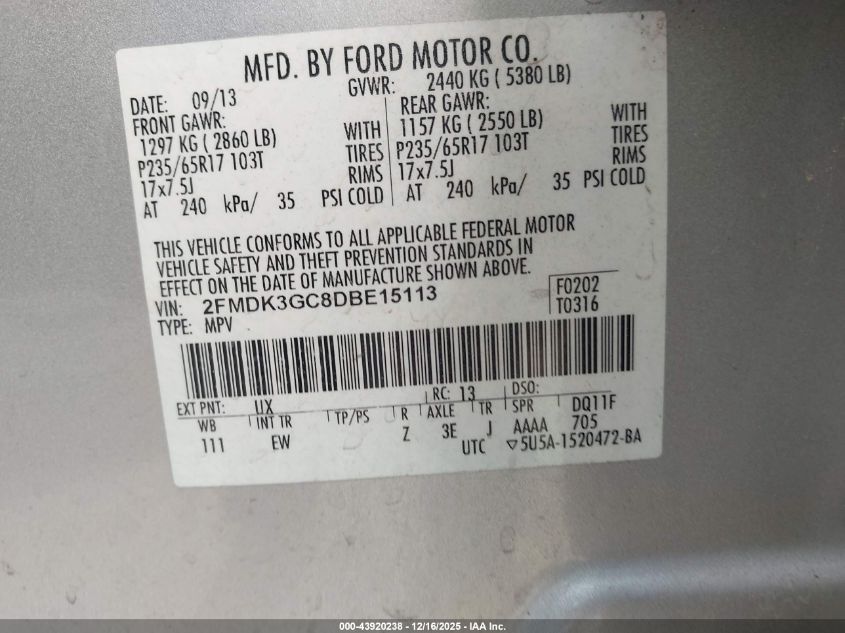 MFD. BY FORD MOTOR CO.
DATE: 09/13 GVWR: 2440 KG ( 5380 LB)
FRONT GAWR: REAR GAWR:
1297 KG ( 2860 LB) WITH 1157 KG ( 2550 LB) WITH
P235/65R17 103T TIRES P235/65R17 103T TIRES
17x7.5J RIMS 17x7.5J RIMS
AT 240 kPa/ 35 PSI COLD AT 240 kPa/ 35 PSI COLD
THIS VEHICLE CONFORMS TO ALL APPLICABLE FEDERAL MOTOR
VEHICLE SAFETY AND THEFT PREVENTION STANDARDS IN
EFFECT ON THE DATE OF MANUFACTURE SHOWN ABOVE.
VIN: 2FMDK3GC8DBE15113 F0202
TYPE: MPV T0316
EXT PNT: UX RC: 13 DSO:
WB INT TR TP/PS R AXLE TR SPR DQ11F
111 EW Z 3E J AAAA 705
UTC ▽5U5A-1520472-BA
000-43920238 - 12/16/2025 - IAA Inc.